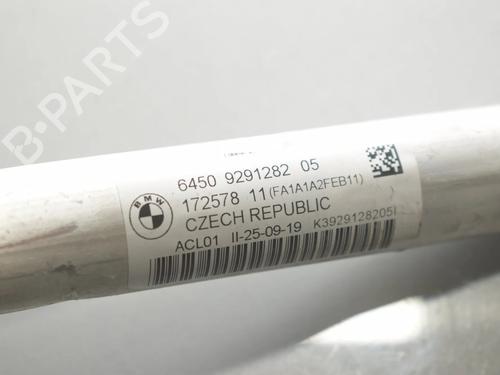 B-PARTS
BMW
6450 9291282 05
172578 11 (FA1A1A2FEB11)
CZECH REPUBLIC
ACL01 II-25-09-19 K3929128205I